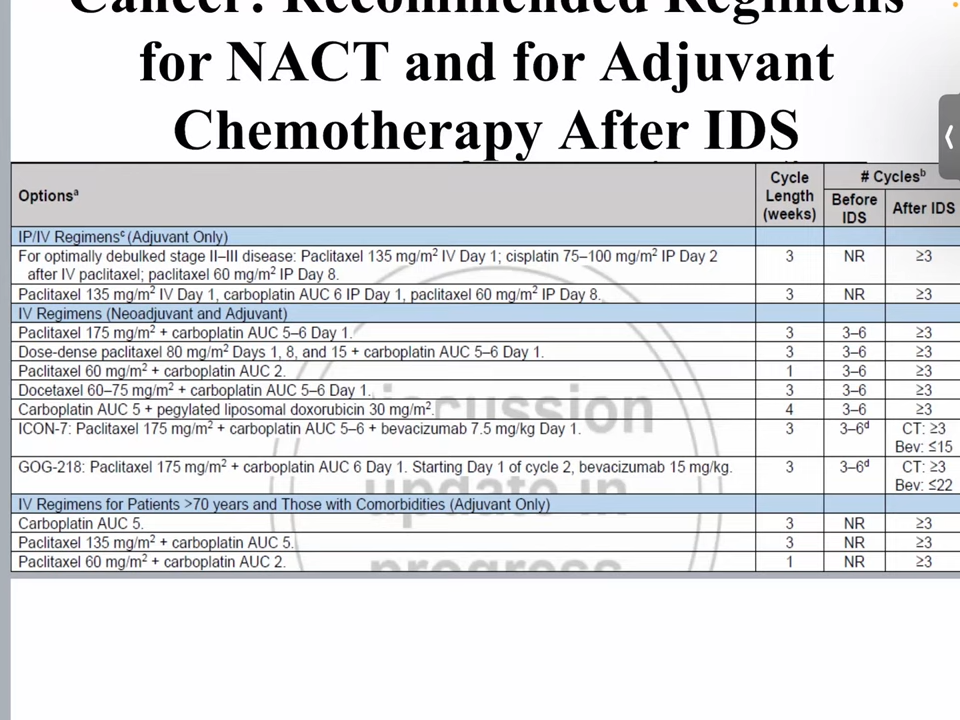 Cancer: Recommended Regimens
for NACT and for Adjuvant
Chemotherapy After IDS
Optionsᵃ
Cycle Length (weeks)
# Cyclesᵇ
Before IDS
After IDS
IP/IV Regimensᶜ (Adjuvant Only)
For optimally debulked stage II–III disease: Paclitaxel 135 mg/m² IV Day 1; cisplatin 75–100 mg/m² IP Day 2
after IV paclitaxel; paclitaxel 60 mg/m² IP Day 8. 3 NR ≥3
Paclitaxel 135 mg/m² IV Day 1, carboplatin AUC 6 IP Day 1, paclitaxel 60 mg/m² IP Day 8. 3 NR ≥3
IV Regimens (Neoadjuvant and Adjuvant)
Paclitaxel 175 mg/m² + carboplatin AUC 5–6 Day 1. 3 3–6 ≥3
Dose-dense paclitaxel 80 mg/m² Days 1, 8, and 15 + carboplatin AUC 5–6 Day 1. 3 3–6 ≥3
Paclitaxel 60 mg/m² + carboplatin AUC 2. 1 3–6 ≥3
Docetaxel 60–75 mg/m² + carboplatin AUC 5–6 Day 1. 3 3–6 ≥3
Carboplatin AUC 5 + pegylated liposomal doxorubicin 30 mg/m². 4 3–6 ≥3
ICON-7: Paclitaxel 175 mg/m² + carboplatin AUC 5–6 + bevacizumab 7.5 mg/kg Day 1. 3 3–6ᵈ CT: ≥3
Bev: ≤15
GOG-218: Paclitaxel 175 mg/m² + carboplatin AUC 6 Day 1. Starting Day 1 of cycle 2, bevacizumab 15 mg/kg. 3 3–6ᵈ CT: ≥3
Bev: ≤22
IV Regimens for Patients >70 years and Those with Comorbidities (Adjuvant Only)
Carboplatin AUC 5. 3 NR ≥3
Paclitaxel 135 mg/m² + carboplatin AUC 5. 3 NR ≥3
Paclitaxel 60 mg/m² + carboplatin AUC 2. 1 NR ≥3
discussion
update in
progress